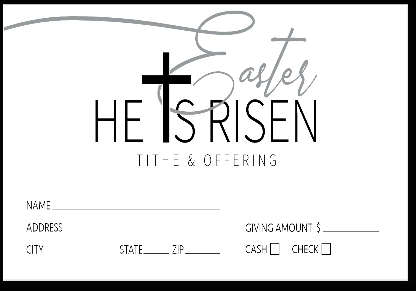 Easter
HE IS RISEN
TITHE & OFFERING
NAME
ADDRESS GIVING AMOUNT $
CITY STATE ZIP CASH CHECK